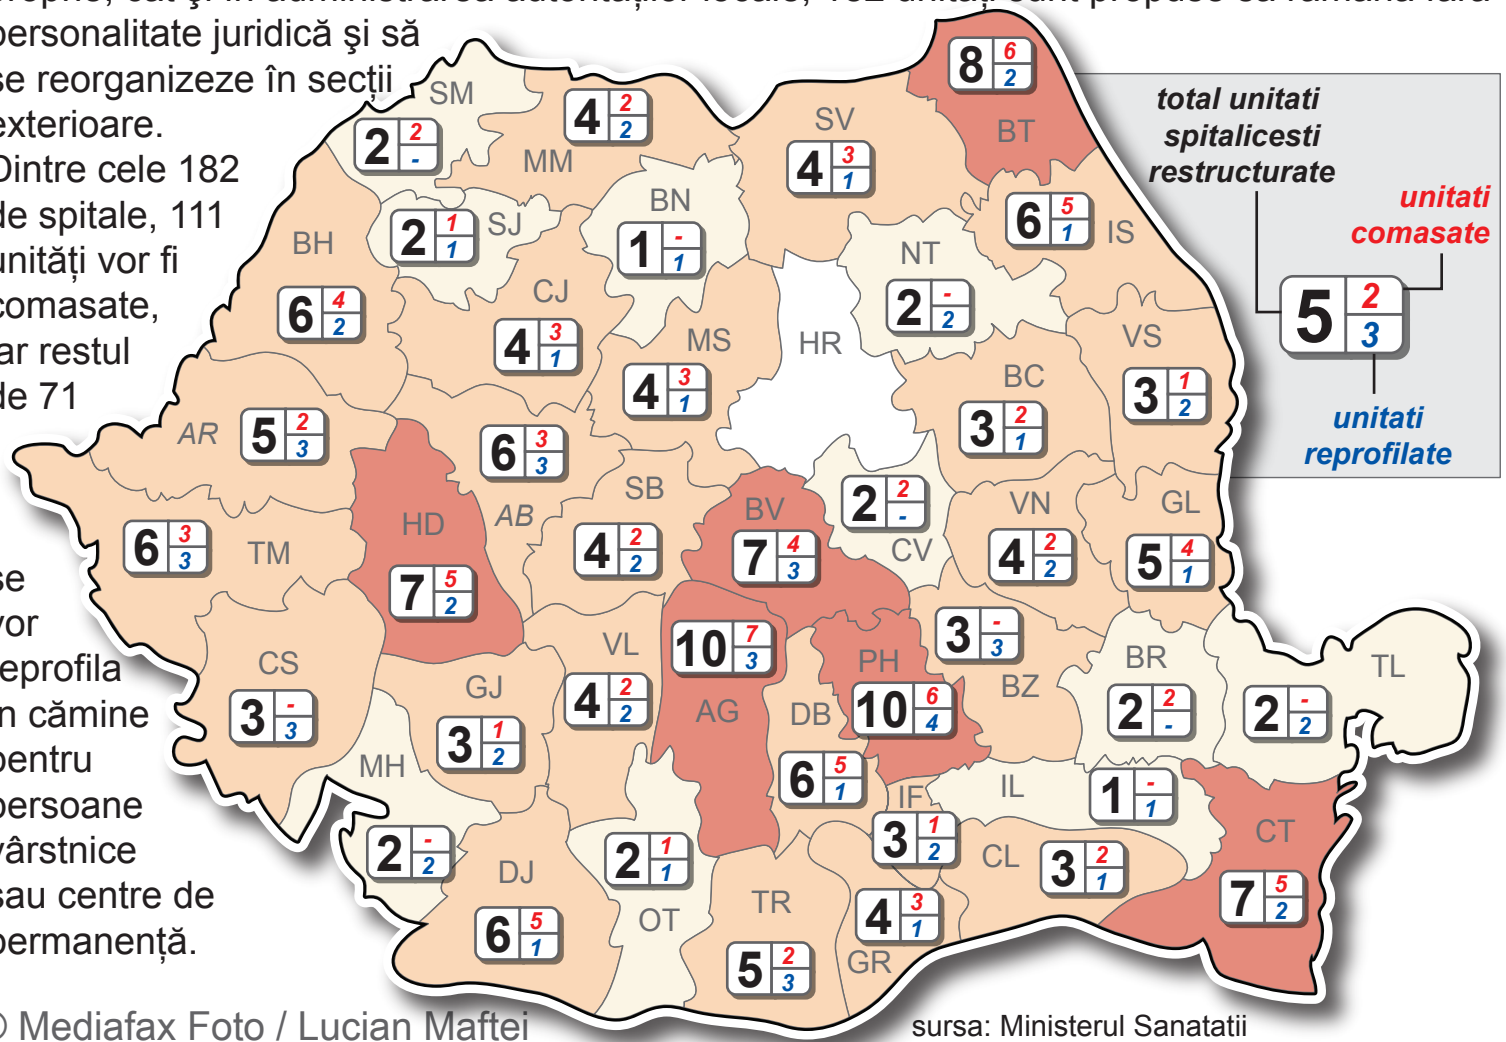 personalitate juridică şi să
se reorganizeze în secții
exterioare.
Dintre cele 182
de spitale, 111
unități vor fi
comasate,
iar restul
de 71
se
vor
reprofila
în cămine
pentru
persoane
vârstnice
sau centre de
permanență.
total unitati
spitalicesti
restructurate
unitati
comasate
5 2 3
unitati
reprofilate
SM 2 2 -
MM 4 2 2
SV 4 3 1
BT 8 6 2
BH 6 4 2
SJ 2 1 1
BN 1 - 1
CJ 4 3 1
MS 4 3 1
HR
NT 2 - 2
IS 6 5 1
VS 3 1 2
BC 3 2 1
AR 5 2 3
AB 6 3 3
HD 7 5 2
SB 4 2 2
BV 7 4 3
CV 2 2 -
VN 4 2 2
GL 5 4 1
TM 6 3 3
CS 3 - 3
GJ 3 1 2
VL 4 2 2
AG 10 7 3
DB 6 5 1
PH 10 6 4
BZ 3 - 3
BR 2 2 -
TL 2 - 2
MH 2 - 2
DJ 6 5 1
OT 2 1 1
TR 5 2 3
GR 4 3 1
IF 3 1 2
IL 1 - 1
CL 3 2 1
CT 7 5 2
© Mediafax Foto / Lucian Maftei
sursa: Ministerul Sanatatii